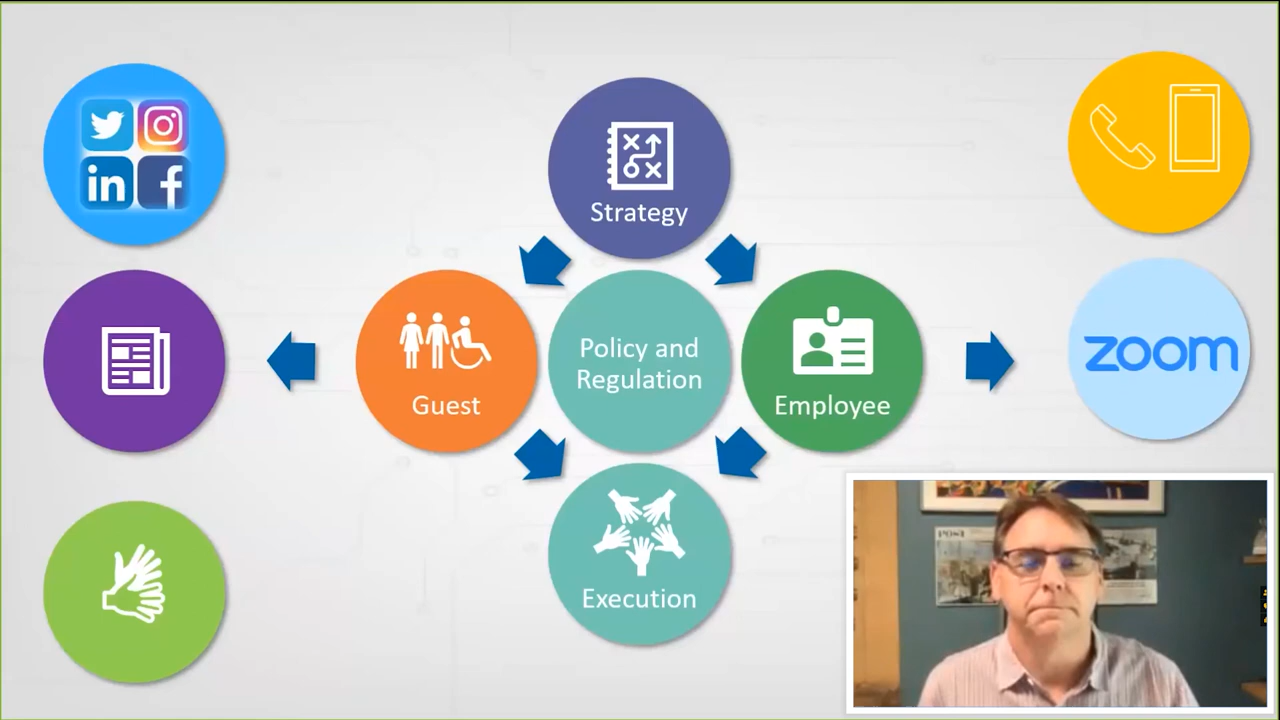 in
f
Strategy
Guest
Policy and
Regulation
Employee
Execution
zoom
POST